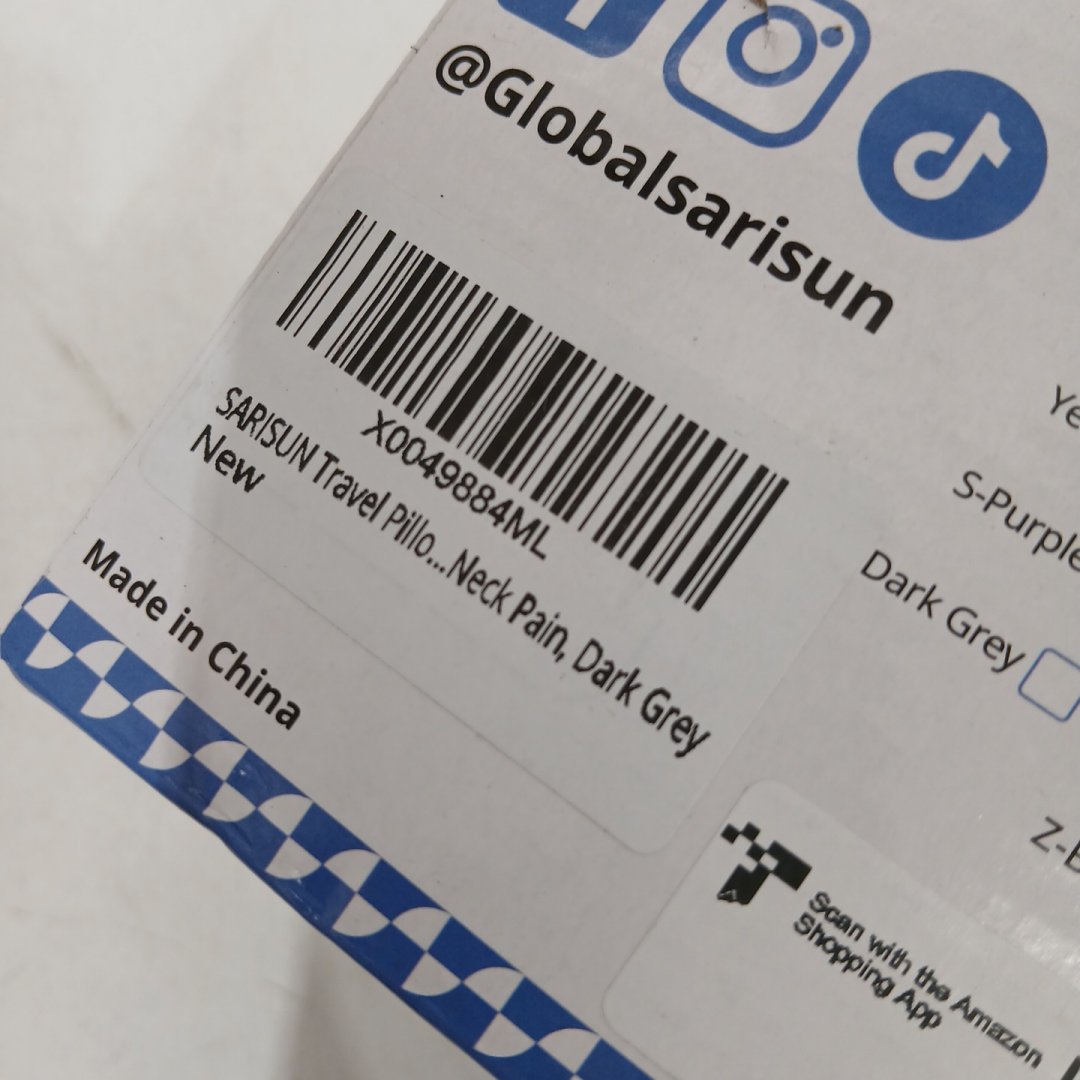 @Globalsarisun
X0049884ML
SARISUN Travel Pillo...Neck Pain, Dark Grey
New
Made in China
S-Purple
Dark Grey
Scan with the Amazon
Shopping App